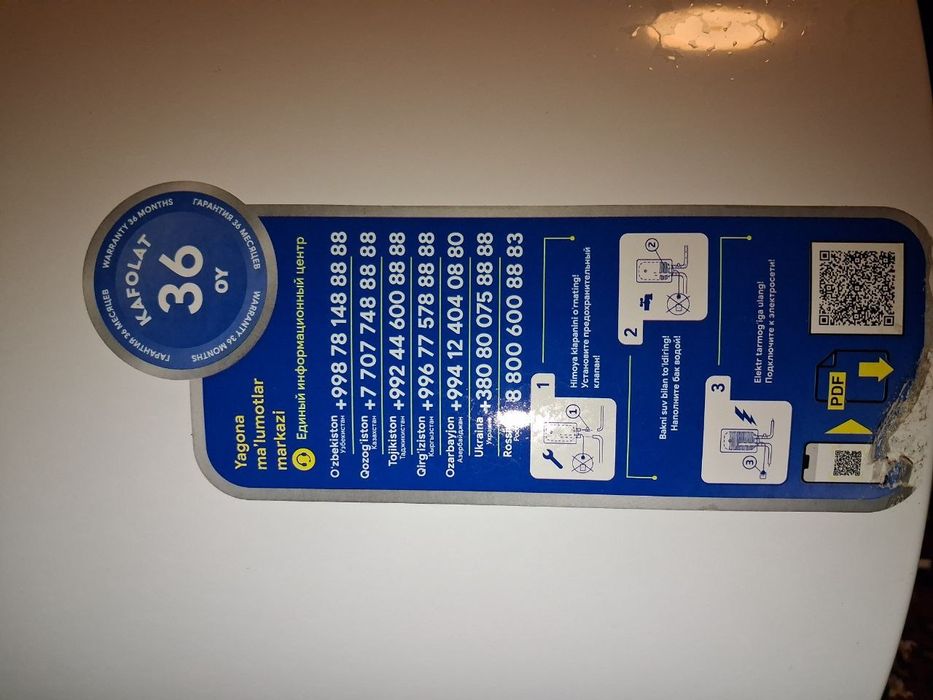 WARRANTY 36 MONTHS
ГАРАНТИЯ 36 МЕСЯЦЕВ
WARRANTY 36 MONTHS
ГАРАНТИЯ 36 МЕСЯЦЕВ
KAFOLAT
36
OY
Yagona
ma'lumotlar
markazi
Единый информационный центр
O'zbekiston +998 78 148 88 88
Узбекистан
Qozog'iston +7 707 748 88 88
Казахстан
Tojikiston +992 44 600 88 88
Таджикистан
Qirg'iziston +996 77 578 88 88
Кыргызстан
Ozarbayjon +994 12 404 08 80
Азербайджан
Ukraina +380 80 075 88 88
8 800 600 88 83
1
1
Himoya klapanini o'rnating!
Установите предохранительный
клапан!
2
2
Bakni suv bilan to'ldiring!
Наполните бак водой!
3
3
Elektr tarmog'iga ulang!
Подключите к электросети!
PDF